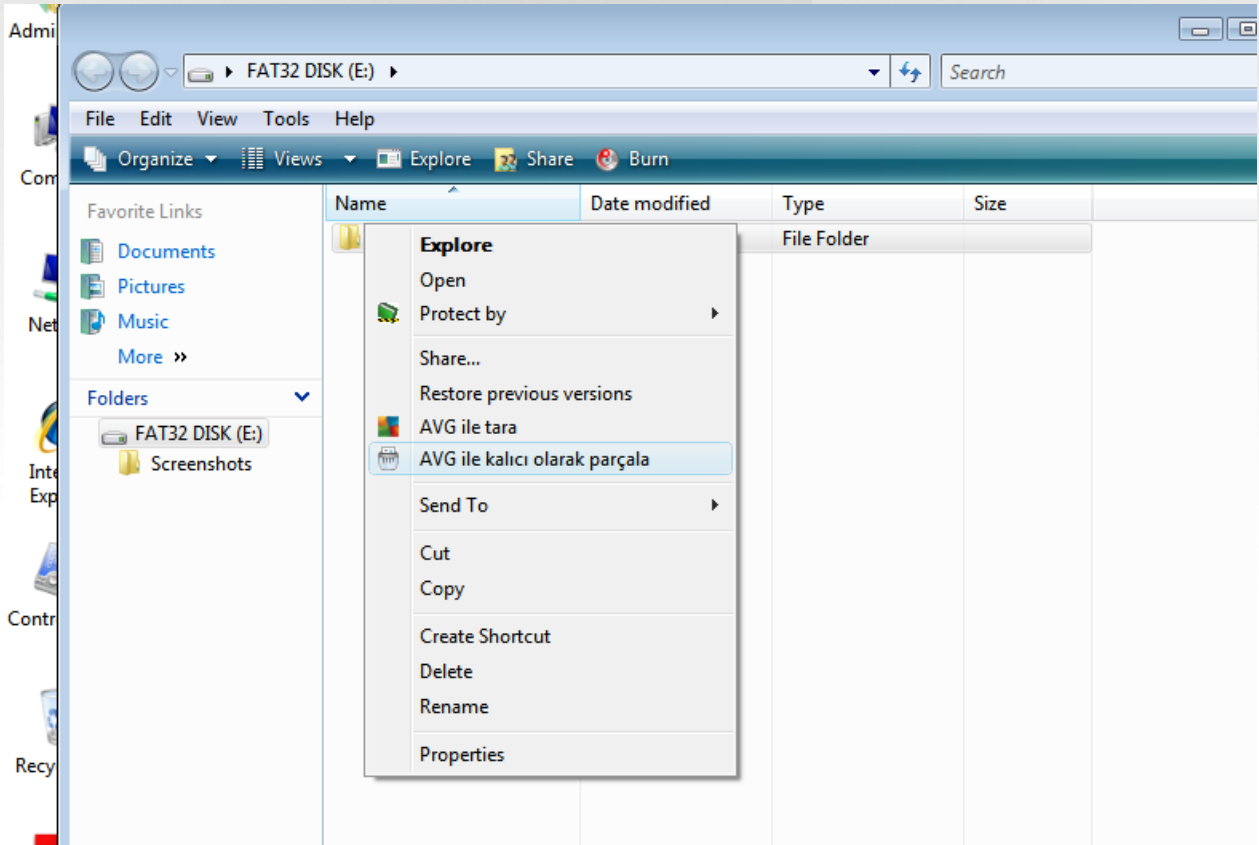 Admi
FAT32 DISK (E:)
Search
File Edit View Tools Help
Organize Views Explore Share Burn
Com
Favorite Links
Name Date modified Type Size
File Folder
Documents
Pictures
Music
More »
Net
Folders
FAT32 DISK (E:)
Screenshots
Inte
Exp
Contr
Recy
Explore
Open
Protect by
Share...
Restore previous versions
AVG ile tara
AVG ile kalıcı olarak parçala
Send To
Cut
Copy
Create Shortcut
Delete
Rename
Properties